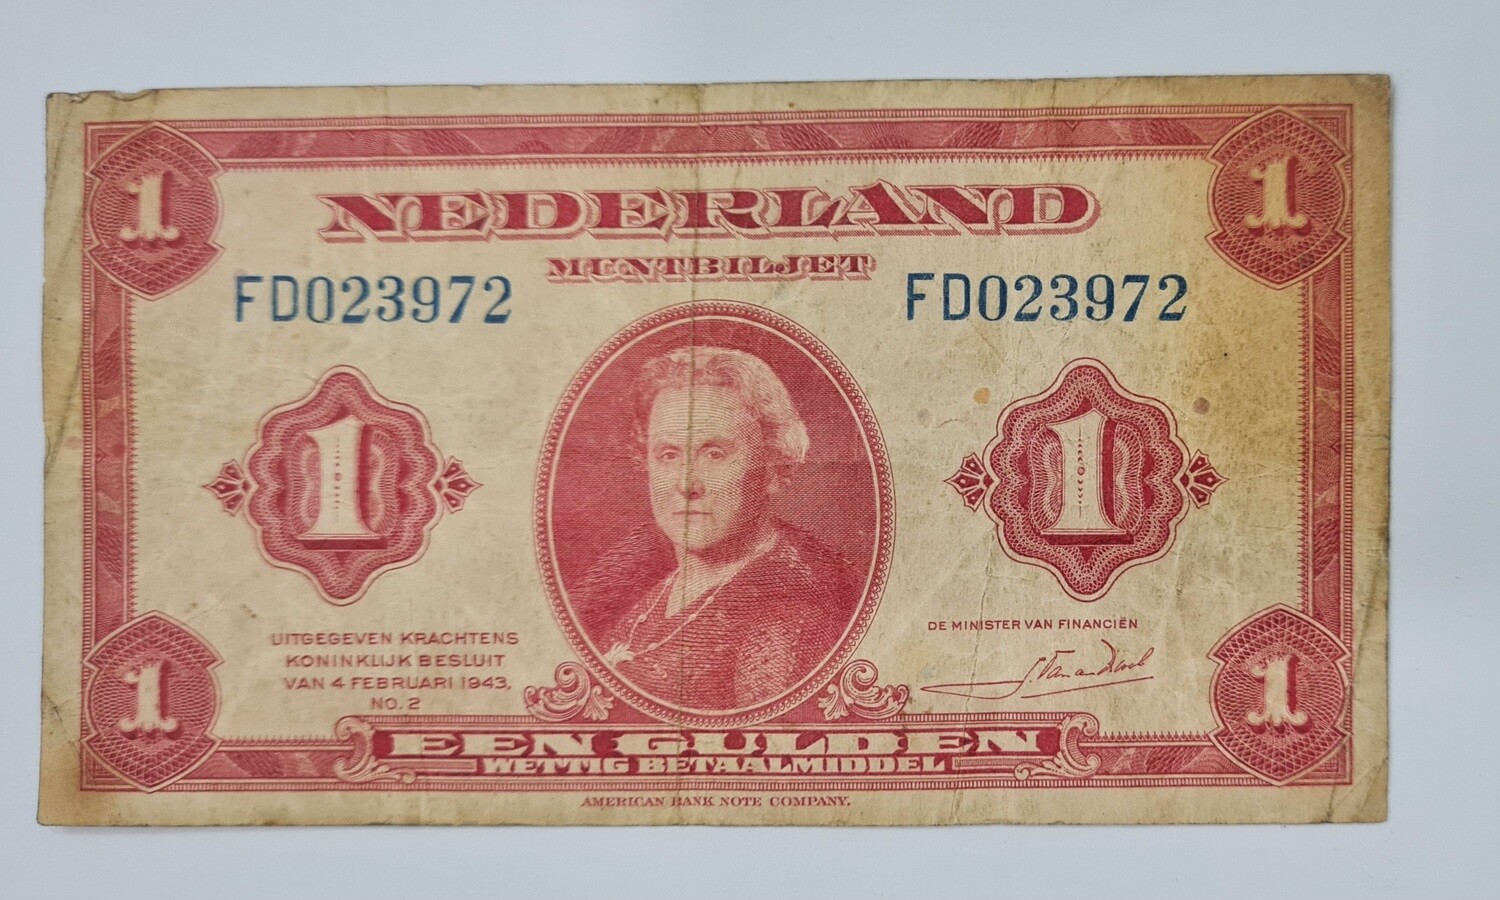 1 1
NEDERLAND
MUNTBILJET
FD023972 FD023972
1 1
UITGEGEVEN KRACHTENS
KONINKLIJK BESLUIT
VAN 4 FEBRUARI 1943,
NO. 2
DE MINISTER VAN FINANCIËN
1 1
EEN GULDEN
WETTIG BETAALMIDDEL
AMERICAN BANK NOTE COMPANY.